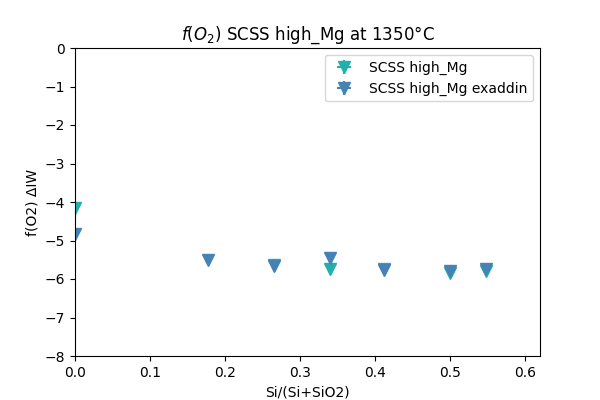 f(O₂) SCSS high_Mg at 1350°C
SCSS high_Mg
SCSS high_Mg exaddin
0
−1
−2
−3
−4
−5
−6
−7
−8
f(O2) ΔIW
0.0 0.1 0.2 0.3 0.4 0.5 0.6
Si/(Si+SiO2)